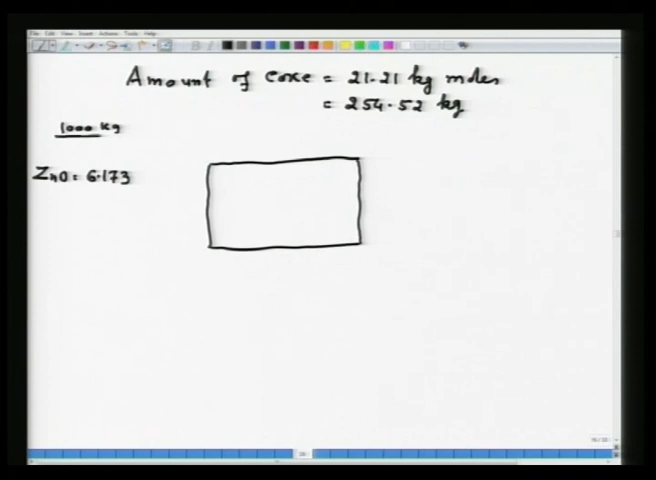 Amount of coke = 21.21 kg moles
= 254.52 kg
1000 kg
ZnO = 6.173